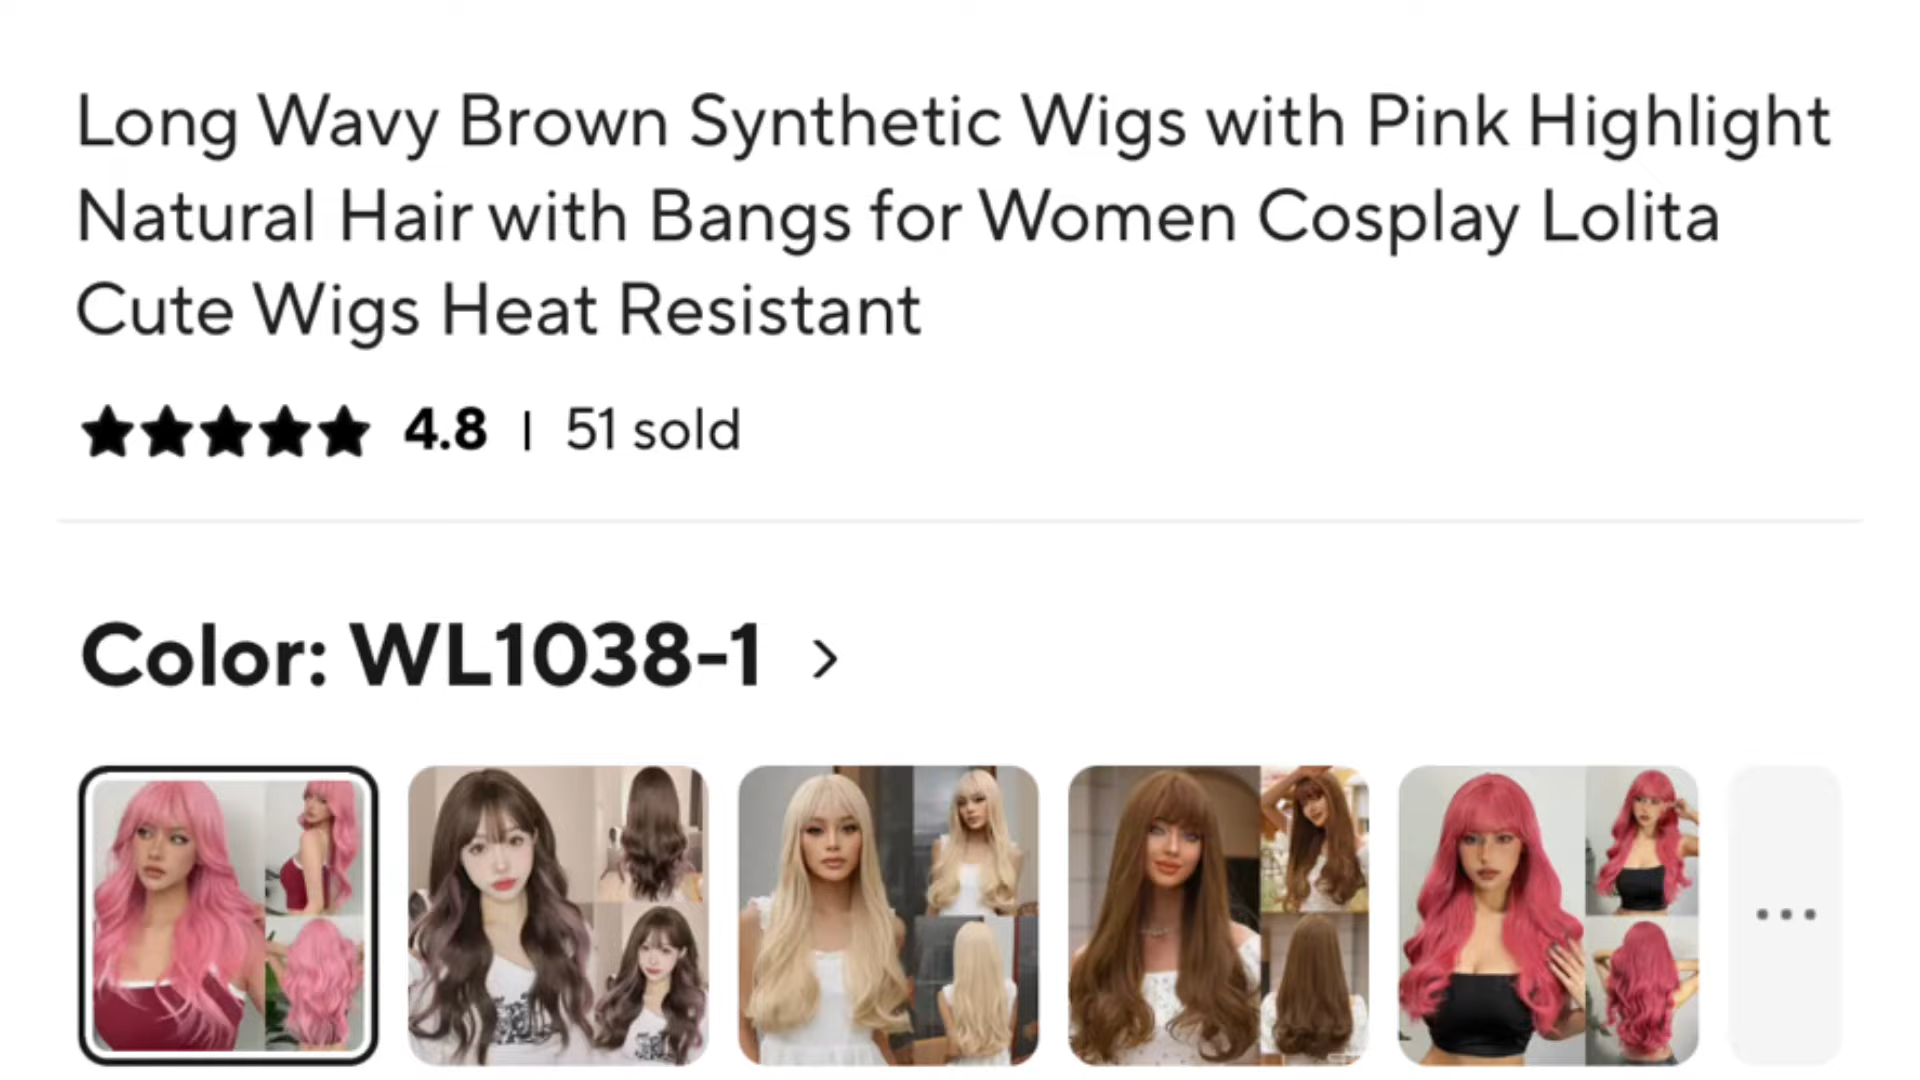 Long Wavy Brown Synthetic Wigs with Pink Highlight
Natural Hair with Bangs for Women Cosplay Lolita
Cute Wigs Heat Resistant
4.8 | 51 sold
Color: WL1038-1 >
...